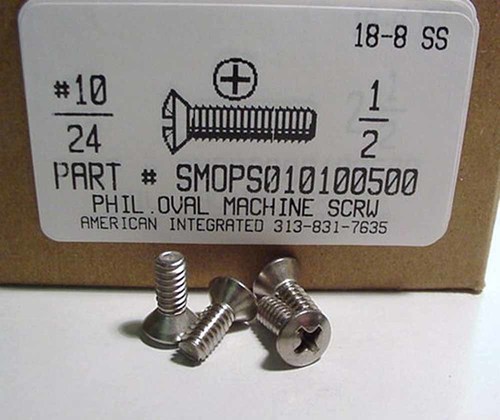 18-8 SS
#10
24
1
2
PART # SMOPS010100500
PHIL.OVAL MACHINE SCRW
AMERICAN INTEGRATED 313-831-7635